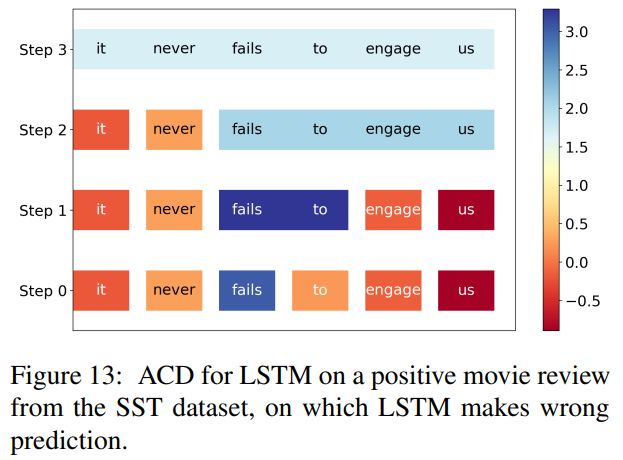 Step 3 it never fails to engage us
Step 2 it never fails to engage us
Step 1 it never fails to engage us
Step 0 it never fails to engage us
3.0
2.5
2.0
1.5
1.0
0.5
0.0
−0.5
Figure 13: ACD for LSTM on a positive movie review
from the SST dataset, on which LSTM makes wrong
prediction.